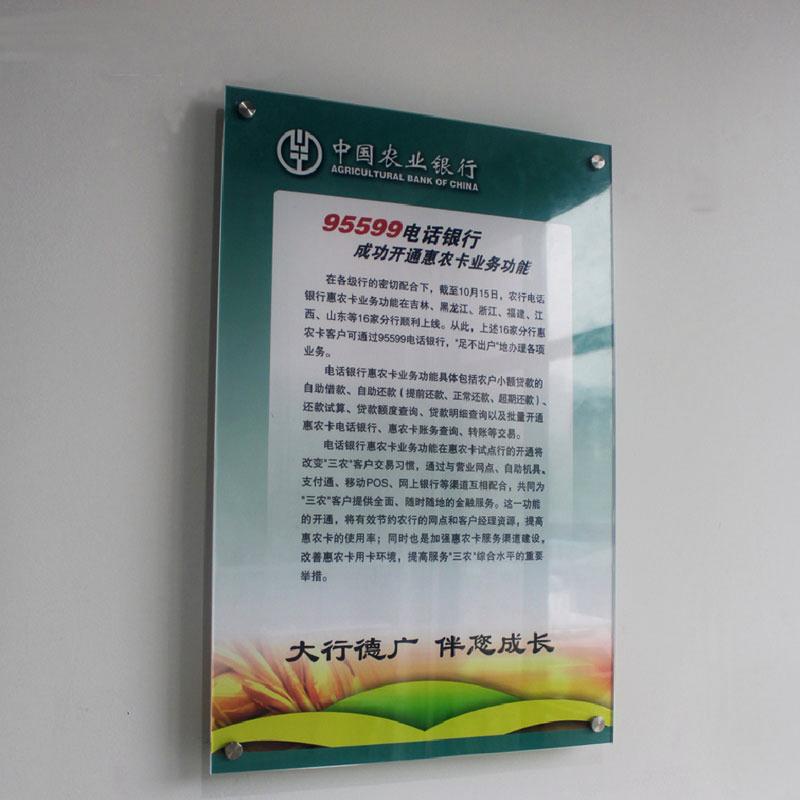 中国农业银行
AGRICULTURAL BANK OF CHINA
95599电话银行
成功开通惠农卡业务功能
在各级行的密切配合下，截至10月15日，农行电话
银行惠农卡业务功能在吉林、黑龙江、浙江、福建、江
西、山东等16家分行顺利上线。从此，上述16家分行惠
农卡客户可通过95599电话银行，"足不出户"地办理各项
业务。
电话银行惠农卡业务功能具体包括农户小额贷款的
自助借款、自助还款（提前还款、正常还款、超期还款）、
还款试算、贷款额度查询、贷款明细查询以及批量开通
惠农卡电话银行、惠农卡账务查询、转账等交易。
电话银行惠农卡业务功能在惠农卡试点行的开通将
改变"三农"客户交易习惯，通过与营业网点、自助机具、
支付通、移动POS、网上银行等渠道互相配合，共同为
"三农"客户提供全面、随时随地的金融服务。这一功能
的开通，将有效节约农行的网点和客户经理资源，提高
惠农卡的使用率；同时也是加强惠农卡服务渠道建设，
改善惠农卡用卡环境，提高服务"三农"综合水平的重要
举措。
大行德广 伴您成长